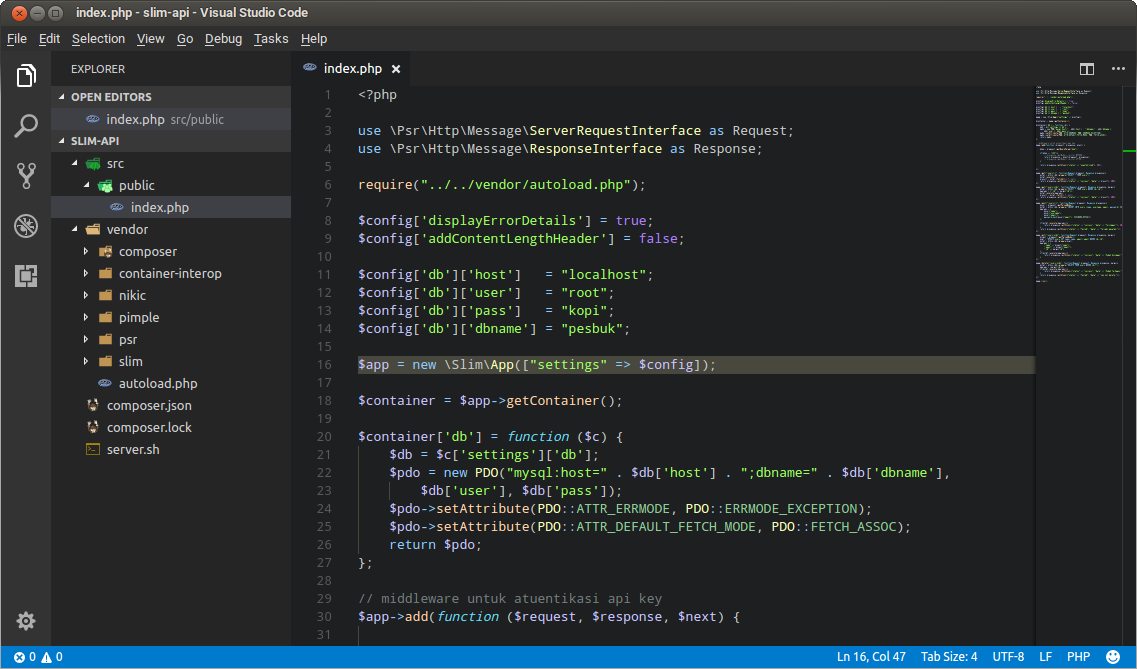 index.php - slim-api - Visual Studio Code
File Edit Selection View Go Debug Tasks Help
EXPLORER
OPEN EDITORS
index.php src/public
SLIM-API
src
public
index.php
vendor
composer
container-interop
nikic
pimple
psr
slim
autoload.php
composer.json
composer.lock
server.sh
index.php
1 <?php
2
3 use \Psr\Http\Message\ServerRequestInterface as Request;
4 use \Psr\Http\Message\ResponseInterface as Response;
5
6 require("../../vendor/autoload.php");
7
8 $config['displayErrorDetails'] = true;
9 $config['addContentLengthHeader'] = false;
10
11 $config['db']['host']   = "localhost";
12 $config['db']['user']   = "root";
13 $config['db']['pass']   = "kopi";
14 $config['db']['dbname'] = "pesbuk";
15
16 $app = new \Slim\App(["settings" => $config]);
17
18 $container = $app->getContainer();
19
20 $container['db'] = function ($c) {
21     $db = $c['settings']['db'];
22     $pdo = new PDO("mysql:host=" . $db['host'] . ";dbname=" . $db['dbname'],
23         $db['user'], $db['pass']);
24     $pdo->setAttribute(PDO::ATTR_ERRMODE, PDO::ERRMODE_EXCEPTION);
25     $pdo->setAttribute(PDO::ATTR_DEFAULT_FETCH_MODE, PDO::FETCH_ASSOC);
26     return $pdo;
27 };
28
29 // middleware untuk atuentikasi api key
30 $app->add(function ($request, $response, $next) {
31
0 0 Ln 16, Col 47 Tab Size: 4 UTF-8 LF PHP